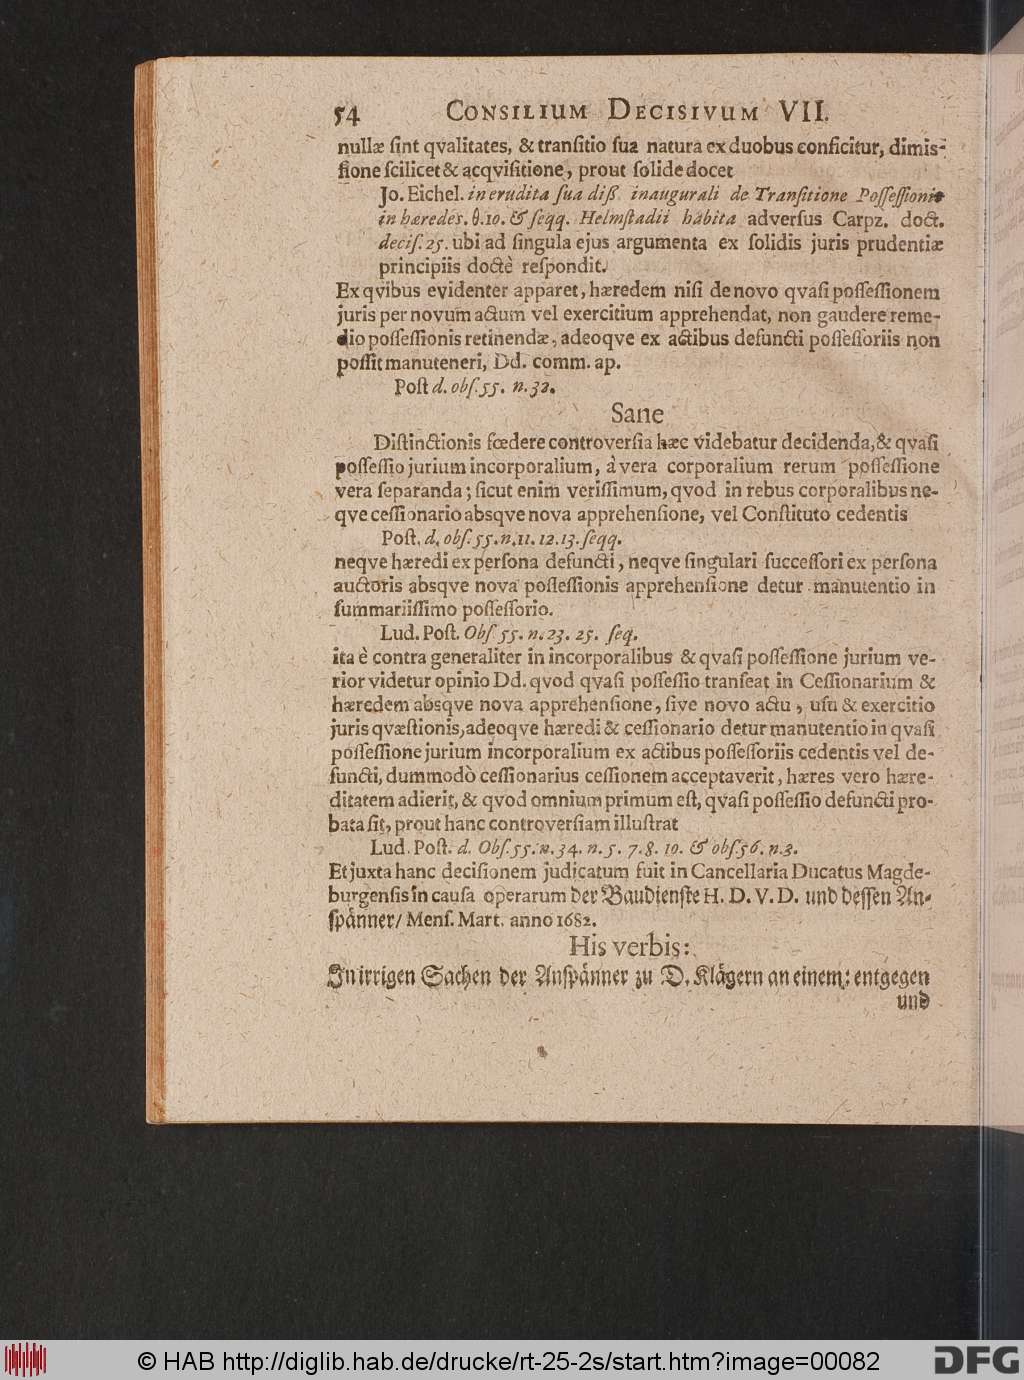 54 CONSILIUM DECISIVUM VII.
nullæ ſint qvalitates, & tranſitio ſua natura ex duobus conficitur, dimiſ-
ſione ſcilicet & acqviſitione, prout ſolide docet
Jo. Eichel. in erudita ſua diß. inaugurali de Tranſitione Poſſeſſionis
in hæredes. θ. 10. & ſeqq. Helmſtadii habita adverſus Carpz. doct.
deciſ. 25. ubi ad ſingula ejus argumenta ex ſolidis juris prudentiæ
principiis doctè reſpondit.
Ex qvibus evidenter apparet, hæredem niſi de novo qvaſi poſſeſſionem
juris per novum actum vel exercitium apprehendat, non gaudere reme-
dio poſſeſſionis retinendæ, adeoqve ex actibus defuncti poſſeſſoriis non
poſſit manuteneri, Dd. comm. ap.
Poſt d. obſ. 55. n. 32.
Sane
Diſtinctionis fœdere controverſia hæc videbatur decidenda, & qvaſi
poſſeſſio jurium incorporalium, à vera corporalium rerum poſſeſſione
vera ſeparanda; ſicut enim veriſſimum, qvod in rebus corporalibus ne-
qve ceſſionario absqve nova apprehenſione, vel Conſtituto cedentis
Poſt. d. obſ. 55. n. 11. 12. 13. ſeqq.
neqve hæredi ex perſona defuncti, neqve ſingulari ſucceſſori ex perſona
auctoris absqve nova poſſeſſionis apprehenſione detur manutentio in
ſummariiſſimo poſſeſſorio.
Lud. Poſt. Obſ 55. n. 23. 25. ſeq.
ita è contra generaliter in incorporalibus & qvaſi poſſeſſione jurium ve-
rior videtur opinio Dd. qvod qvaſi poſſeſſio tranſeat in Ceſſionarium &
hæredem absqve nova apprehenſione, ſive novo actu, uſu & exercitio
juris qvæſtionis, adeoqve hæredi & ceſſionario detur manutentio in qvaſi
poſſeſſione jurium incorporalium ex actibus poſſeſſoriis cedentis vel de-
functi, dummodò ceſſionarius ceſſionem acceptaverit, hæres vero hære-
ditatem adierit, & qvod omnium primum eſt, qvaſi poſſeſſio defuncti pro-
bata ſit, prout hanc controverſiam illuſtrat
Lud. Poſt. d. Obſ. 55. n. 34. n. 5. 7. 8. 10. & obſ. 56. n. 3.
Et juxta hanc deciſionem judicatum fuit in Cancellaria Ducatus Magde-
burgenſis in cauſa operarum der Baudienſte H. D. V. D. und deſſen An-
ſpänner/ Menſ. Mart. anno 1682.
His verbis:
In irrigen Sachen der Anſpänner zu D. Klägern an einem: entgegen
und
© HAB http://diglib.hab.de/drucke/rt-25-2s/start.htm?image=00082
DFG